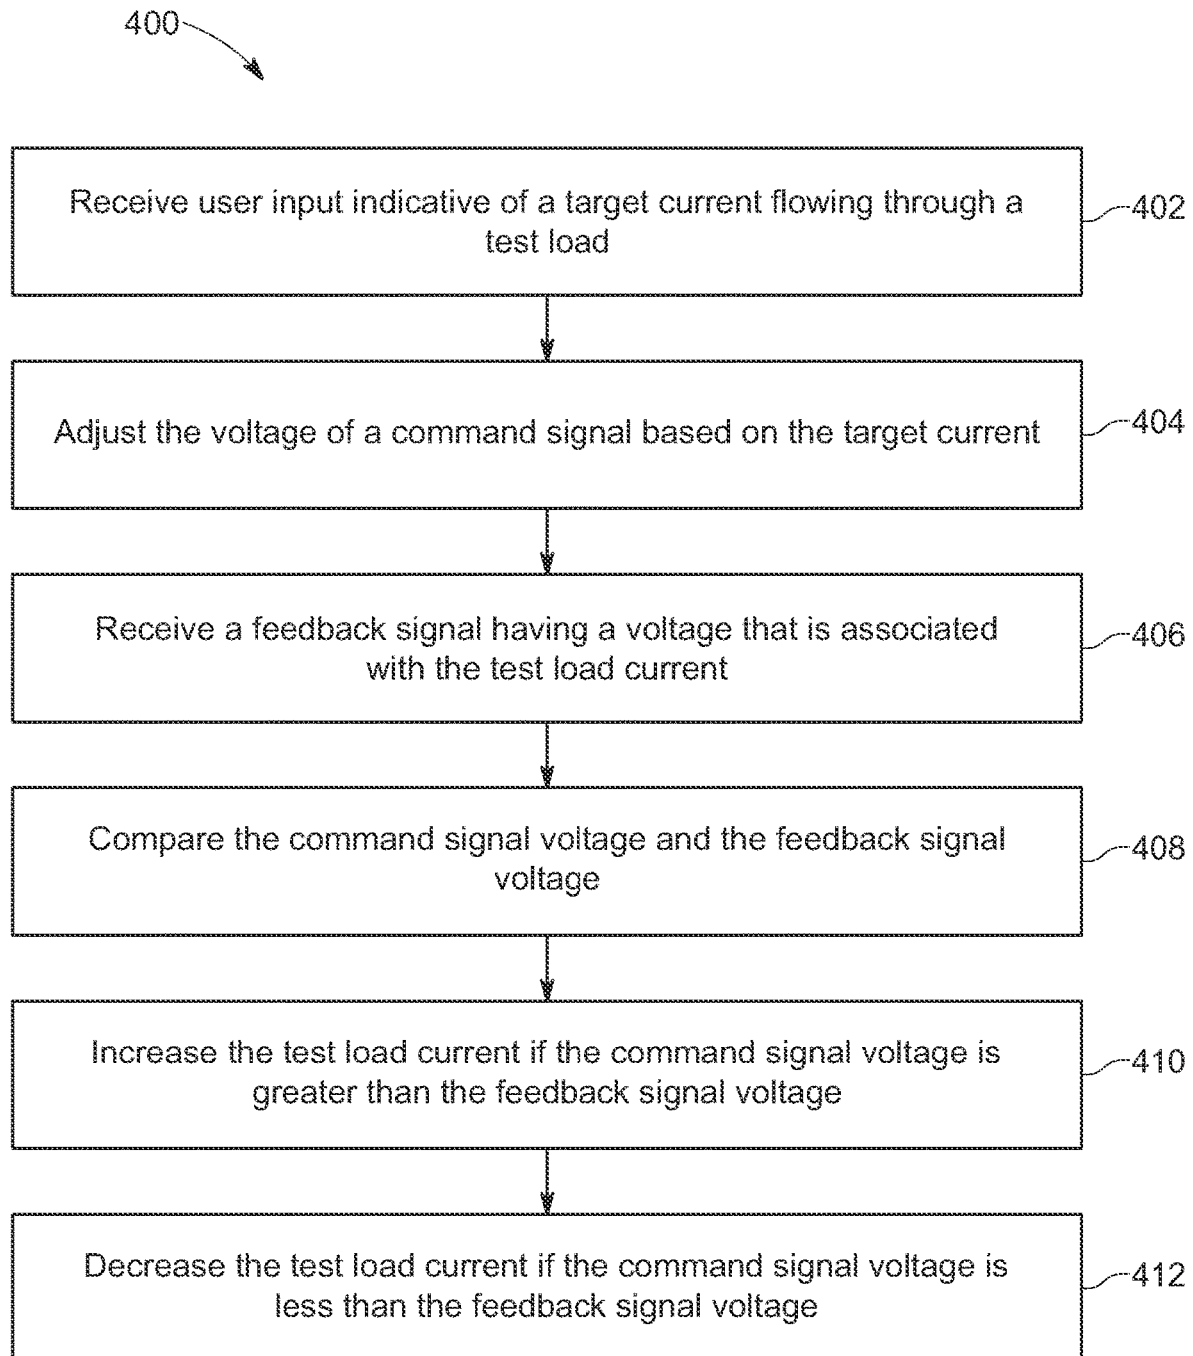 400
Receive user input indicative of a target current flowing through a
test load
402
Adjust the voltage of a command signal based on the target current
404
Receive a feedback signal having a voltage that is associated
with the test load current
406
Compare the command signal voltage and the feedback signal
voltage
408
Increase the test load current if the command signal voltage is
greater than the feedback signal voltage
410
Decrease the test load current if the command signal voltage is
less than the feedback signal voltage
412